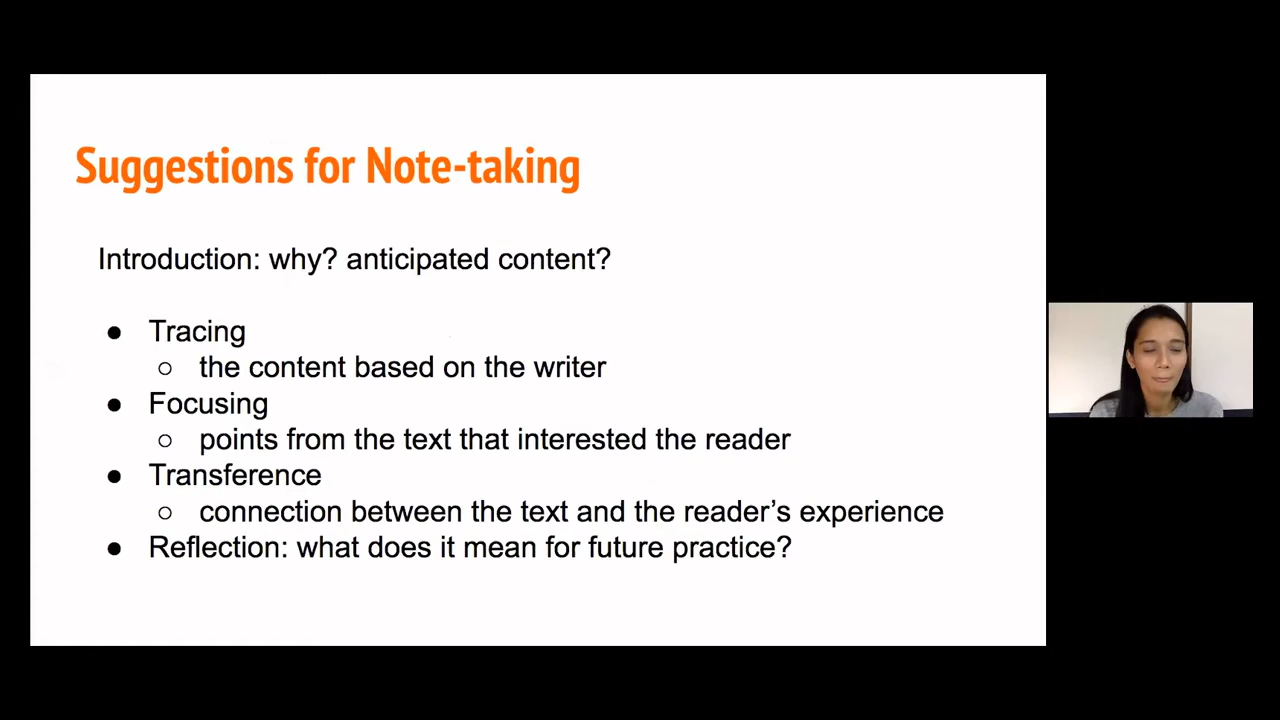 Suggestions for Note-taking
Introduction: why? anticipated content?
● Tracing
○ the content based on the writer
● Focusing
○ points from the text that interested the reader
● Transference
○ connection between the text and the reader’s experience
● Reflection: what does it mean for future practice?